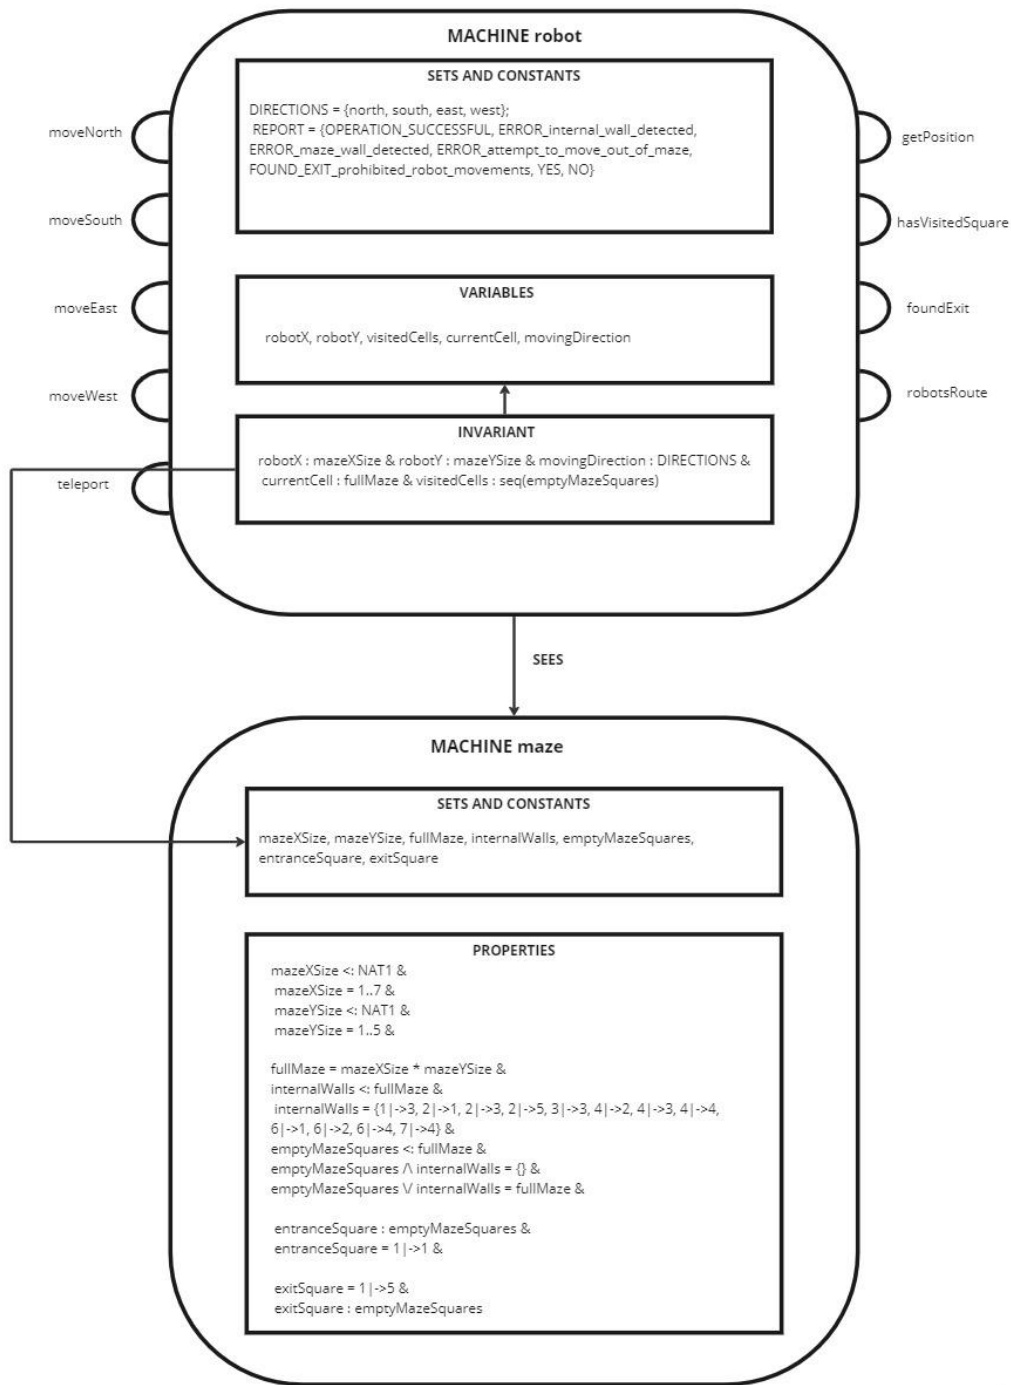 MACHINE robot
SETS AND CONSTANTS
DIRECTIONS = {north, south, east, west};
REPORT = {OPERATION_SUCCESSFUL, ERROR_internal_wall_detected,
ERROR_maze_wall_detected, ERROR_attempt_to_move_out_of_maze,
FOUND_EXIT_prohibited_robot_movements, YES, NO}
moveNorth
moveSouth
moveEast
moveWest
teleport
getPosition
hasVisitedSquare
foundExit
robotsRoute
VARIABLES
robotX, robotY, visitedCells, currentCell, movingDirection
INVARIANT
robotX : mazeXSize & robotY : mazeYSize & movingDirection : DIRECTIONS &
currentCell : fullMaze & visitedCells : seq(emptyMazeSquares)
SEES
MACHINE maze
SETS AND CONSTANTS
mazeXSize, mazeYSize, fullMaze, internalWalls, emptyMazeSquares,
entranceSquare, exitSquare
PROPERTIES
mazeXSize <: NAT1 &
mazeXSize = 1..7 &
mazeYSize <: NAT1 &
mazeYSize = 1..5 &
fullMaze = mazeXSize * mazeYSize &
internalWalls <: fullMaze &
internalWalls = {1|->3, 2|->1, 2|->3, 2|->5, 3|->3, 4|->2, 4|->3, 4|->4,
6|->1, 6|->2, 6|->4, 7|->4} &
emptyMazeSquares <: fullMaze &
emptyMazeSquares /\ internalWalls = {} &
emptyMazeSquares \/ internalWalls = fullMaze &
entranceSquare : emptyMazeSquares &
entranceSquare = 1|->1 &
exitSquare = 1|->5 &
exitSquare : emptyMazeSquares